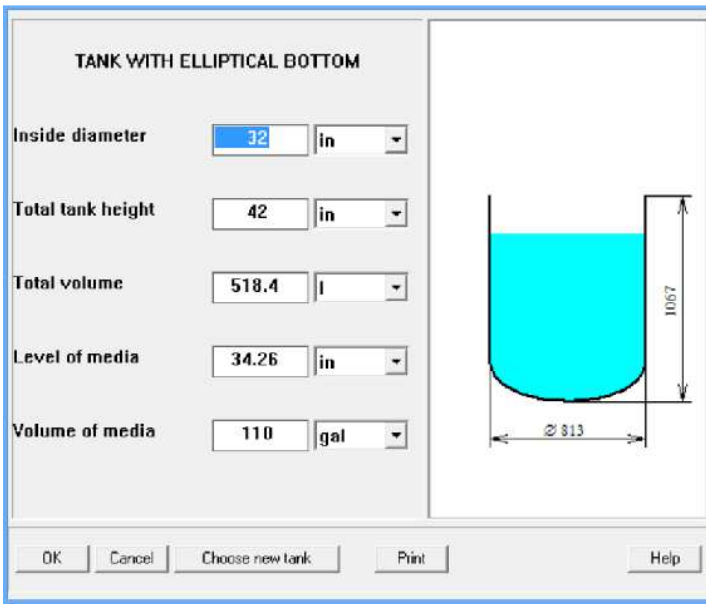 TANK WITH ELLIPTICAL BOTTOM
Inside diameter 32 in
Total tank height 42 in
Total volume 518.4 l
Level of media 34.26 in
Volume of media 110 gal
1067
Ø 813
OK Cancel Choose new tank Print Help